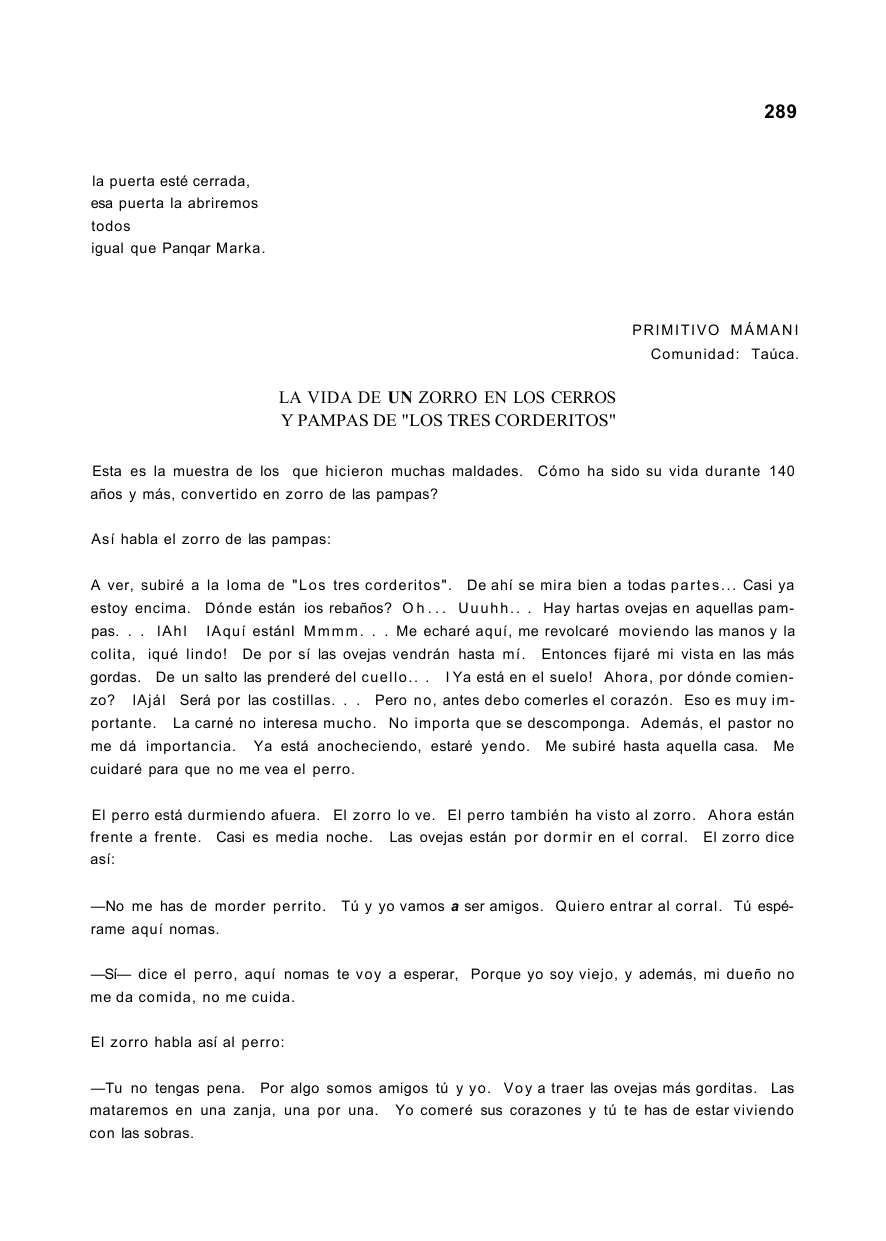 289
la puerta esté cerrada,
esa puerta la abriremos
todos
igual que Panqar Marka.
PRIMITIVO MÁMANI
Comunidad: Taúca.
LA VIDA DE UN ZORRO EN LOS CERROS
Y PAMPAS DE "LOS TRES CORDERITOS"
Esta es la muestra de los que hicieron muchas maldades. Cómo ha sido su vida durante 140
años y más, convertido en zorro de las pampas?
Así habla el zorro de las pampas:
A ver, subiré a la loma de "Los tres corderitos". De ahí se mira bien a todas partes... Casi ya
estoy encima. Dónde están ios rebaños? Oh... Uuuhh.. . Hay hartas ovejas en aquellas pam-
pas. . . lAhl lAquí estánl Mmmm. . . Me echaré aquí, me revolcaré moviendo las manos y la
colita, iqué lindo! De por sí las ovejas vendrán hasta mí. Entonces fijaré mi vista en las más
gordas. De un salto las prenderé del cuello.. . lYa está en el suelo! Ahora, por dónde comien-
zo? lAjál Será por las costillas. . . Pero no, antes debo comerles el corazón. Eso es muy im-
portante. La carné no interesa mucho. No importa que se descomponga. Además, el pastor no
me dá importancia. Ya está anocheciendo, estaré yendo. Me subiré hasta aquella casa. Me
cuidaré para que no me vea el perro.
El perro está durmiendo afuera. El zorro lo ve. El perro también ha visto al zorro. Ahora están
frente a frente. Casi es media noche. Las ovejas están por dormir en el corral. El zorro dice
así:
—No me has de morder perrito. Tú y yo vamos a ser amigos. Quiero entrar al corral. Tú espé-
rame aquí nomas.
—Sí— dice el perro, aquí nomas te voy a esperar, Porque yo soy viejo, y además, mi dueño no
me da comida, no me cuida.
El zorro habla así al perro:
—Tu no tengas pena. Por algo somos amigos tú y yo. Voy a traer las ovejas más gorditas. Las
mataremos en una zanja, una por una. Yo comeré sus corazones y tú te has de estar viviendo
con las sobras.